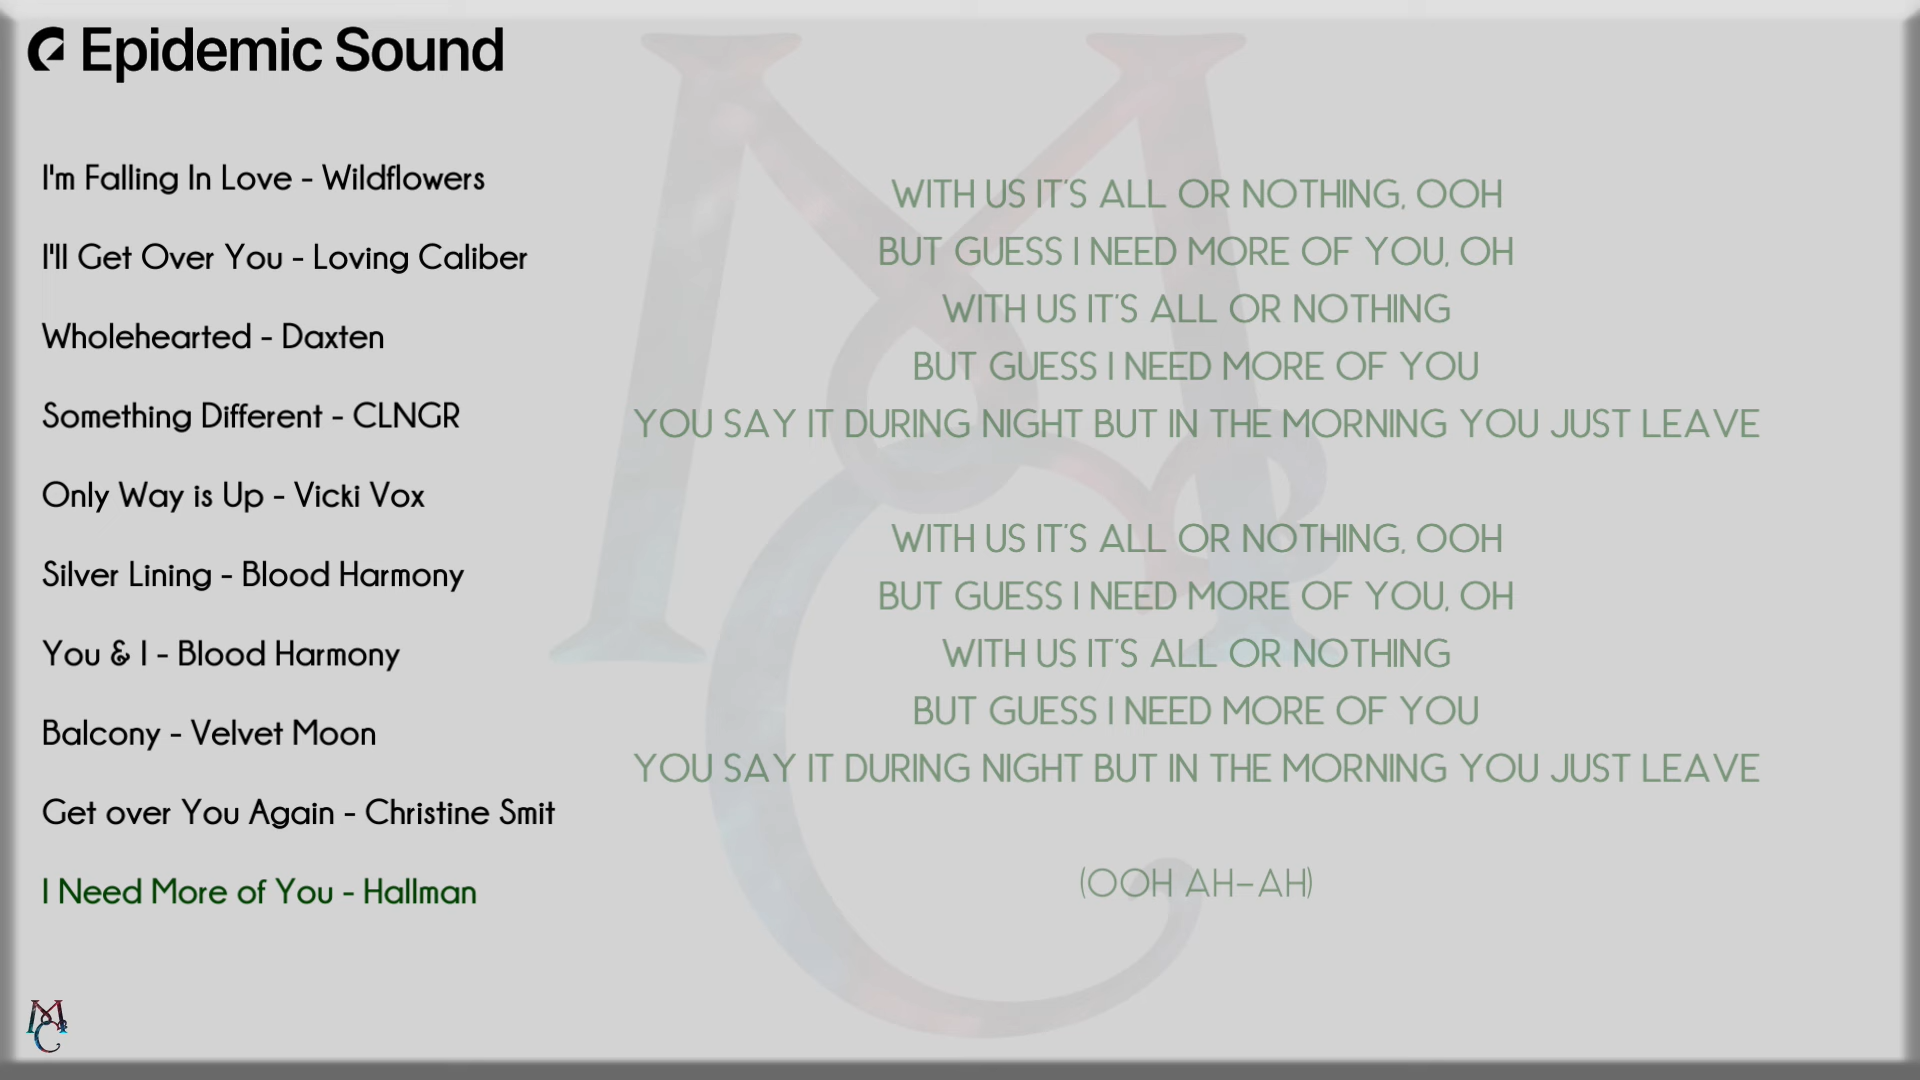 Epidemic Sound
I'm Falling In Love - Wildflowers
I'll Get Over You - Loving Caliber
Wholehearted - Daxten
Something Different - CLNGR
Only Way is Up - Vicki Vox
Silver Lining - Blood Harmony
You & I - Blood Harmony
Balcony - Velvet Moon
Get over You Again - Christine Smit
I Need More of You - Hallman
WITH US IT'S ALL OR NOTHING, OOH
BUT GUESS I NEED MORE OF YOU, OH
WITH US IT'S ALL OR NOTHING
BUT GUESS I NEED MORE OF YOU
YOU SAY IT DURING NIGHT BUT IN THE MORNING YOU JUST LEAVE
WITH US IT'S ALL OR NOTHING, OOH
BUT GUESS I NEED MORE OF YOU, OH
WITH US IT'S ALL OR NOTHING
BUT GUESS I NEED MORE OF YOU
YOU SAY IT DURING NIGHT BUT IN THE MORNING YOU JUST LEAVE
(OOH AH-AH)
MC